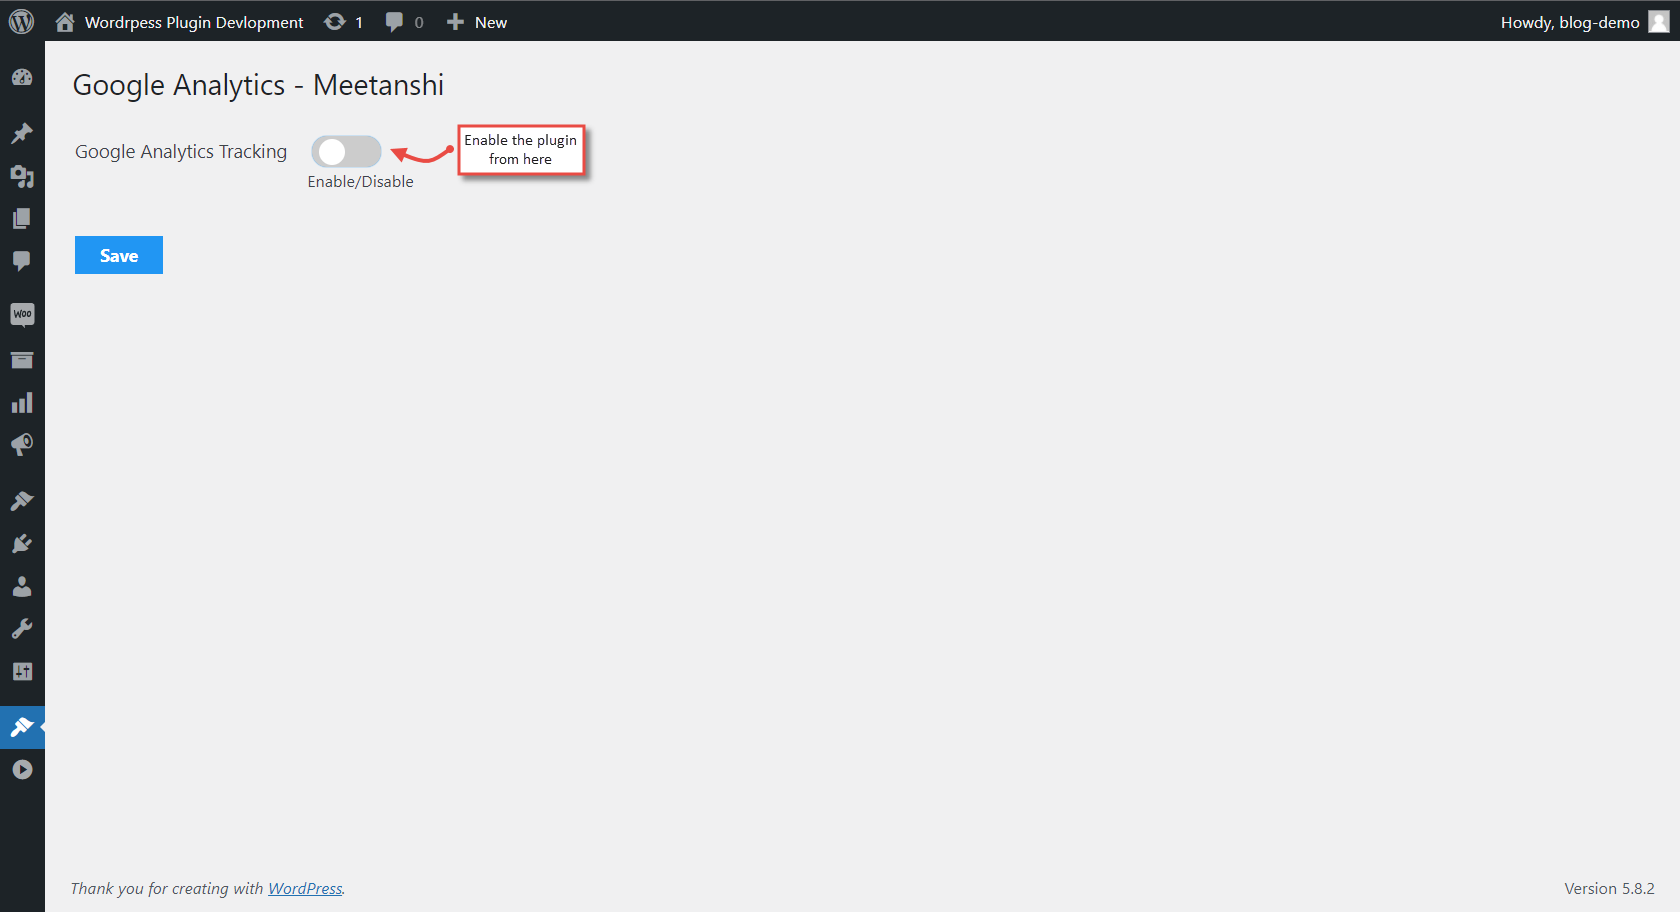 Wordrpess Plugin Devlopment 1 0 New Howdy, blog-demo
Google Analytics - Meetanshi
Google Analytics Tracking
Enable/Disable
Enable the plugin
from here
Save
Woo
Thank you for creating with WordPress.
Version 5.8.2